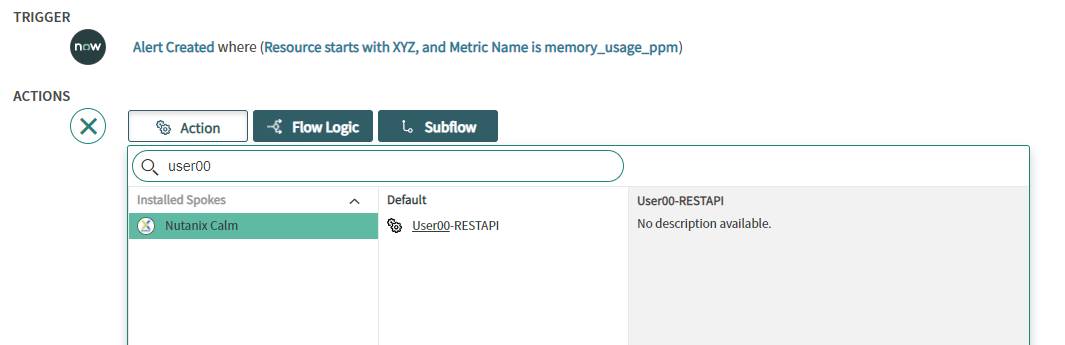 TRIGGER
now
Alert Created where (Resource starts with XYZ, and Metric Name is memory_usage_ppm)
ACTIONS
Action Flow Logic Subflow
user00
Installed Spokes Default User00-RESTAPI
Nutanix Calm User00-RESTAPI No description available.